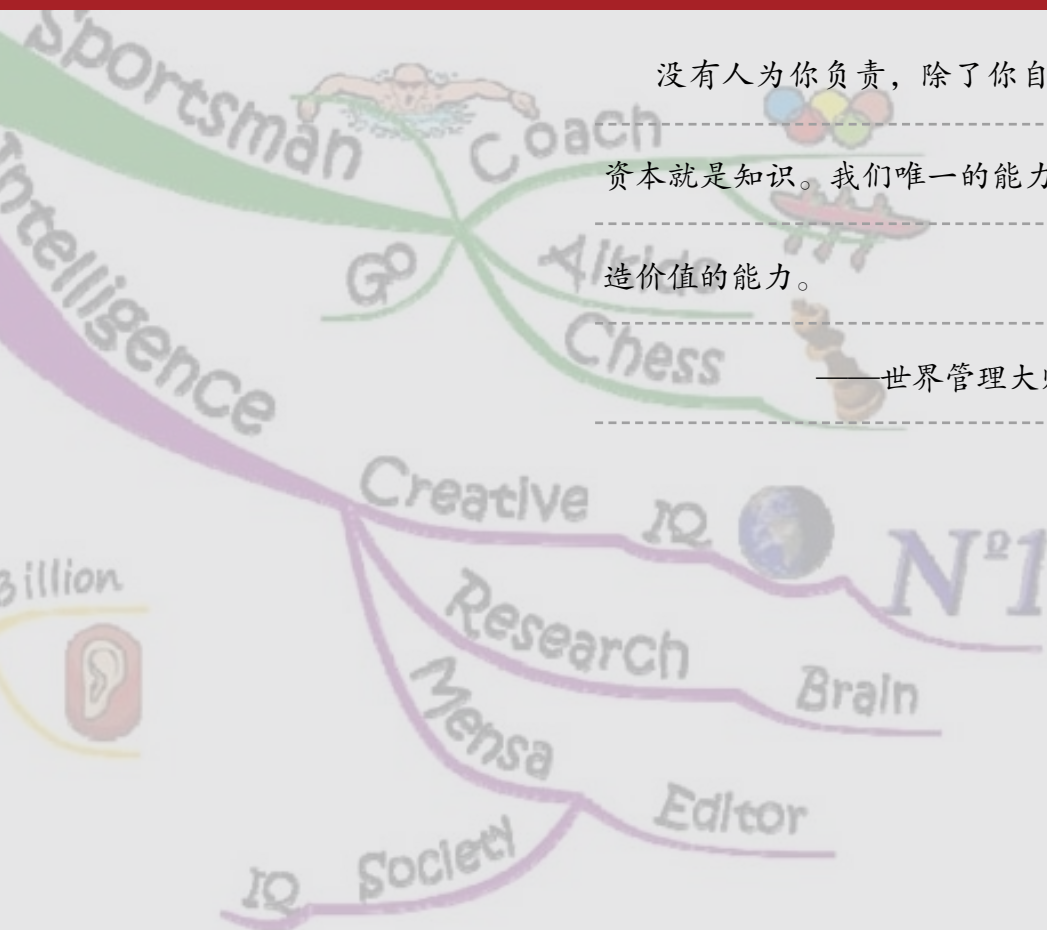 没有人为你负责，除了你自
资本就是知识。我们唯一的能力
造价值的能力。
——世界管理大师
Sportsman
Coach
Go
Airkido
Chess
Intelligence
Creative
IQ
Nº1
Research
Brain
Mensa
Editor
Society
IQ
Billion